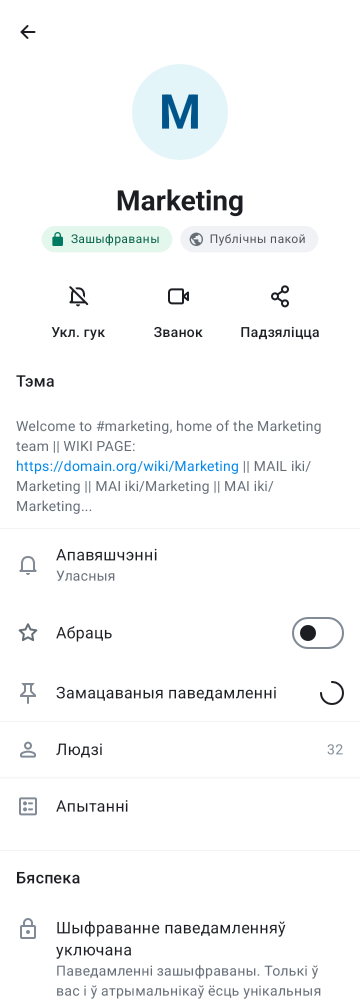 M
Marketing
Зашыфраваны
Публічны пакой
Укл. гук
Званок
Падзяліцца
Тэма
Welcome to #marketing, home of the Marketing
team || WIKI PAGE:
https://domain.org/wiki/Marketing || MAIL iki/
Marketing || MAI iki/Marketing || MAI iki/
Marketing...
Апавяшчэнні
Уласныя
Абраць
Замацаваныя паведамленні
Людзі
32
Апытанні
Бяспека
Шыфраванне паведамленняў
уключана
Паведамленні зашыфраваны. Толькі ў
вас і ў атрымальнікаў ёсць унікальныя